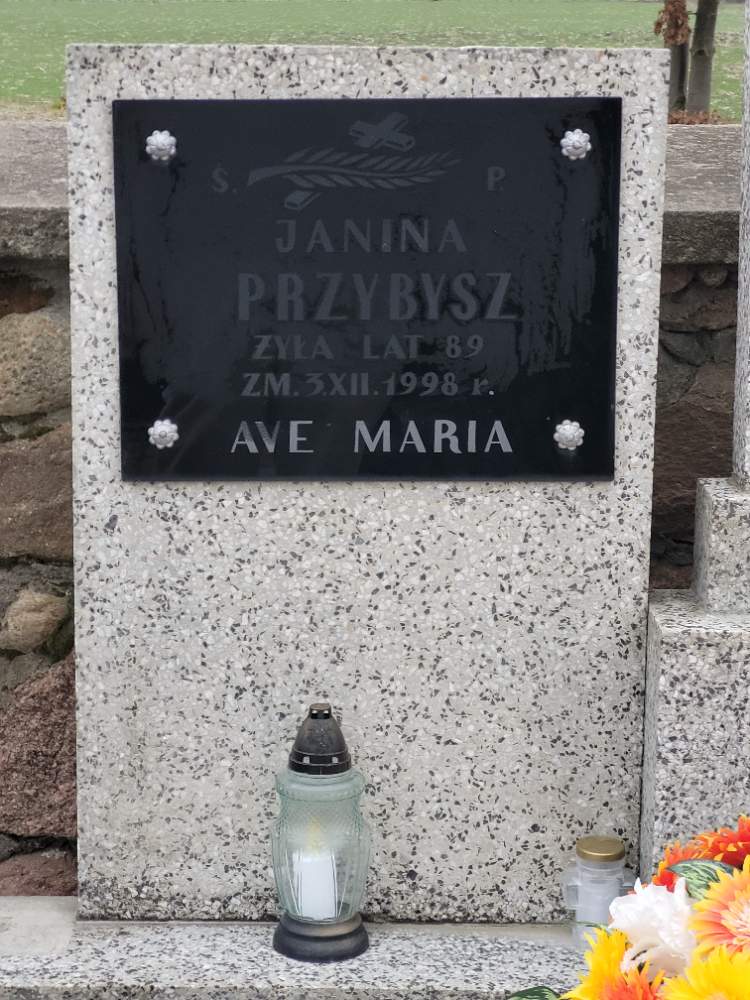 Ś. P.
JANINA
PRZYBYSZ
ŻYŁA LAT 89
ZM. 3.XII.1998 r.
AVE MARIA